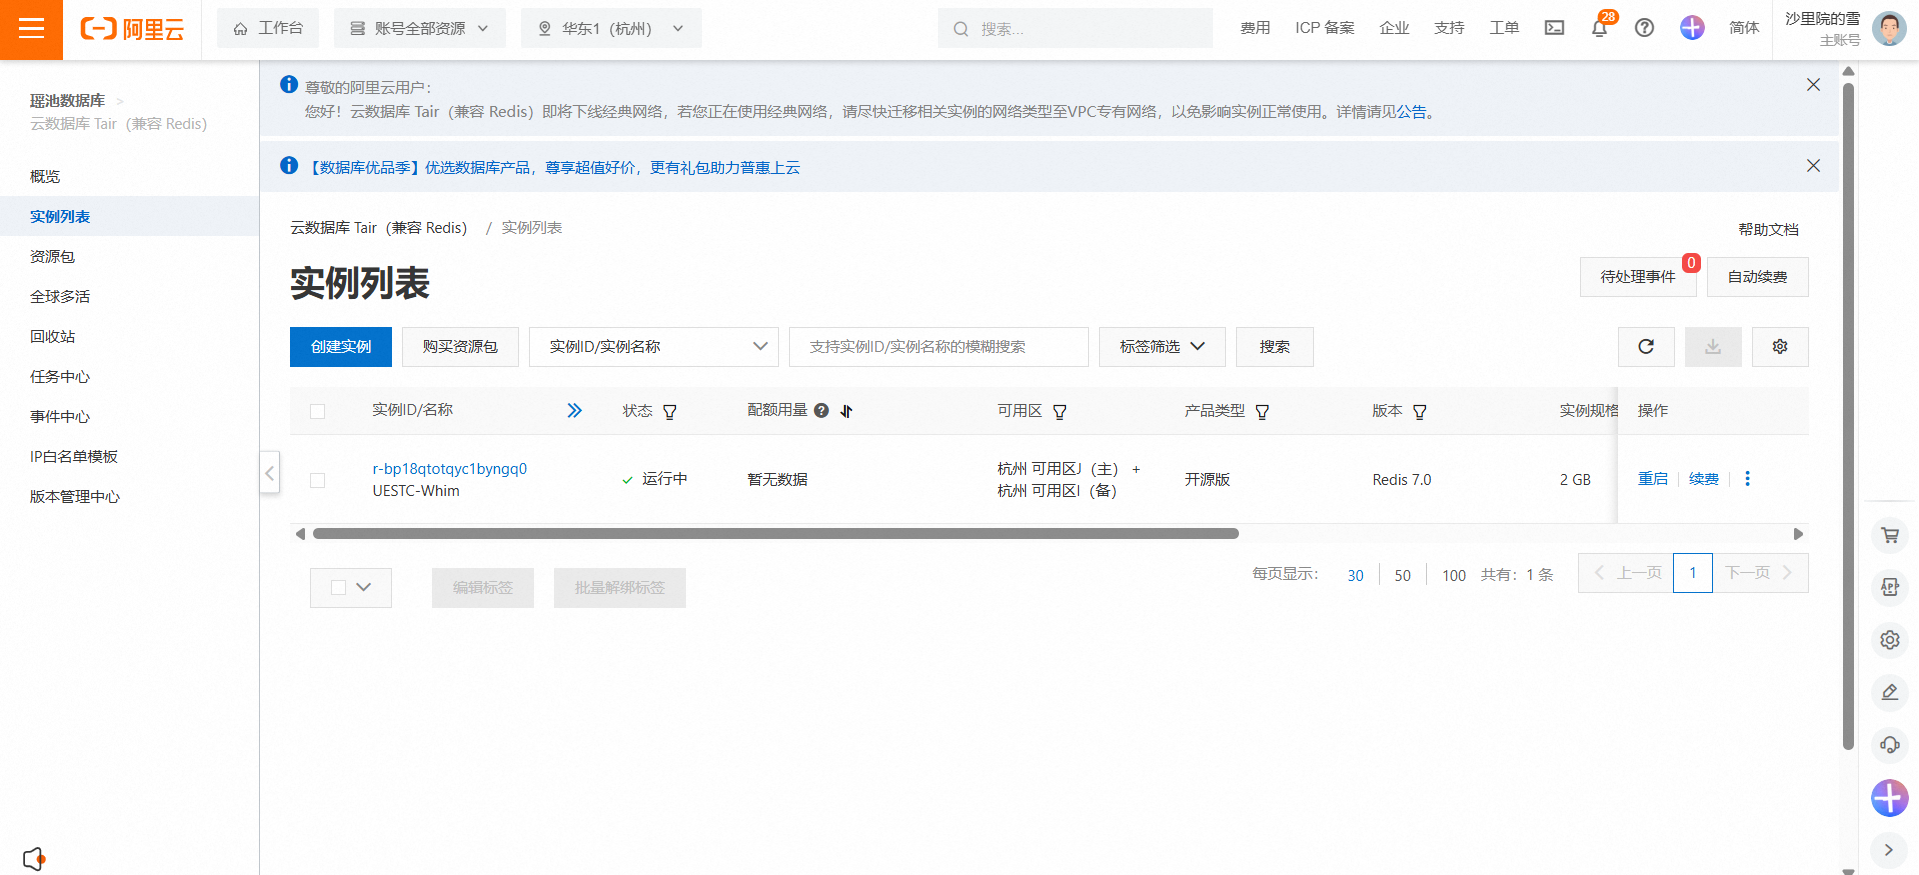 阿里云
工作台
账号全部资源
华东1（杭州）
搜索...
费用
ICP 备案
企业
支持
工单
28
简体
沙里院的雪
主账号
瑶池数据库 >
云数据库 Tair（兼容 Redis）
概览
实例列表
资源包
全球多活
回收站
任务中心
事件中心
IP白名单模板
版本管理中心
尊敬的阿里云用户：
您好！云数据库 Tair（兼容 Redis）即将下线经典网络，若您正在使用经典网络，请尽快迁移相关实例的网络类型至VPC专有网络，以免影响实例正常使用。详情请见公告。
【数据库优品季】优选数据库产品，尊享超值好价，更有礼包助力普惠上云
云数据库 Tair（兼容 Redis） / 实例列表
帮助文档
实例列表
待处理事件
0
自动续费
创建实例
购买资源包
实例ID/实例名称
支持实例ID/实例名称的模糊搜索
标签筛选
搜索
实例ID/名称
状态
配额用量
可用区
产品类型
版本
实例规格
操作
r-bp18qtotqyc1byngq0
UESTC-Whim
运行中
暂无数据
杭州 可用区J（主） +
杭州 可用区I（备）
开源版
Redis 7.0
2 GB
重启
续费
编辑标签
批量解绑标签
每页显示：
30
50
100
共有：1 条
上一页
1
下一页
APP